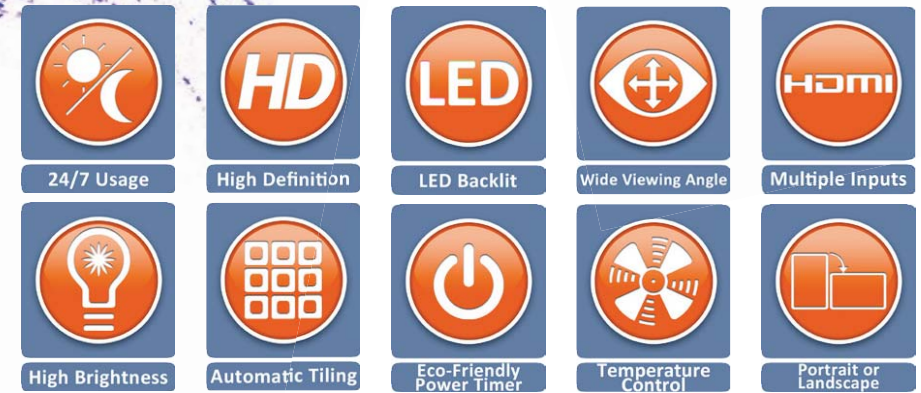 HD
LED
HDMI
24/7 Usage
High Definition
LED Backlit
Wide Viewing Angle
Multiple Inputs
High Brightness
Automatic Tiling
Eco-Friendly
Power Timer
Temperature
Control
Portrait or
Landscape